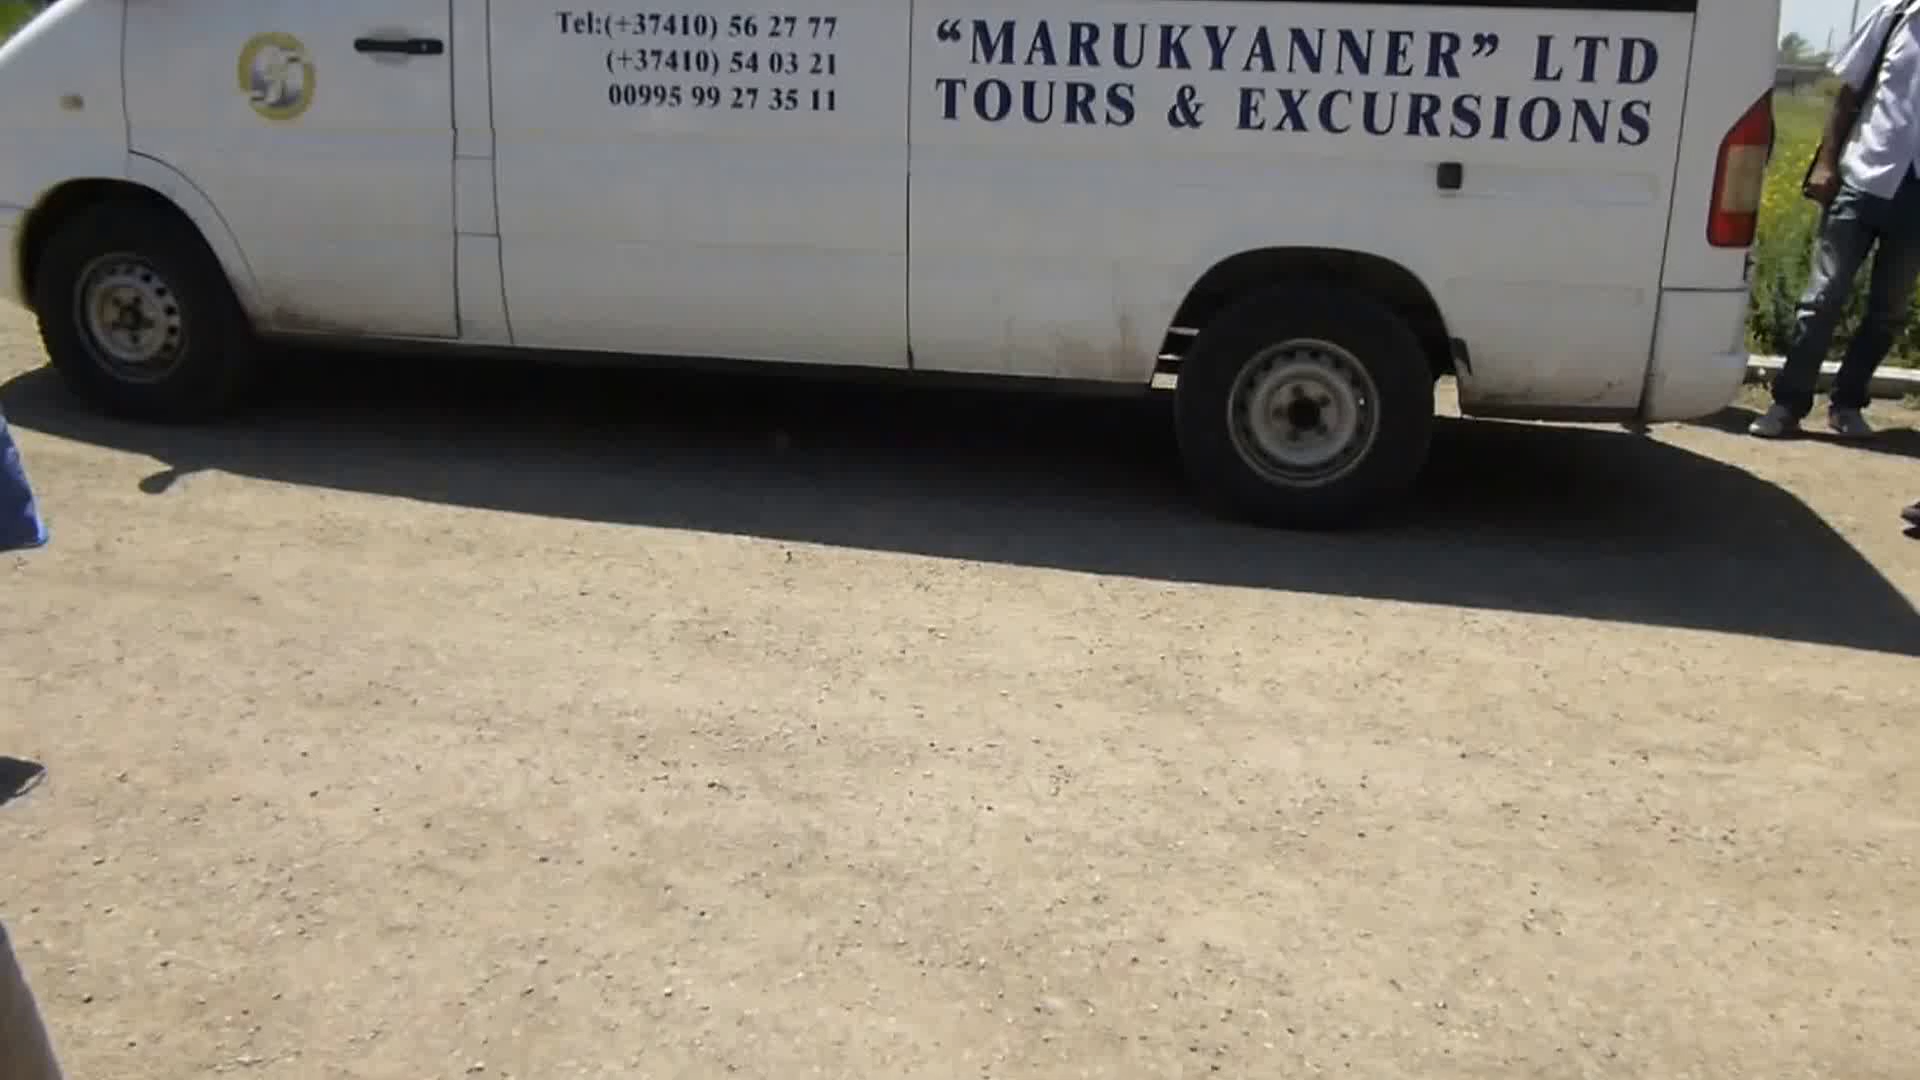 Tel:(+37410) 56 27 77
(+37410) 54 03 21
00995 99 27 35 11
“MARUKYANNER” LTD
TOURS & EXCURSIONS